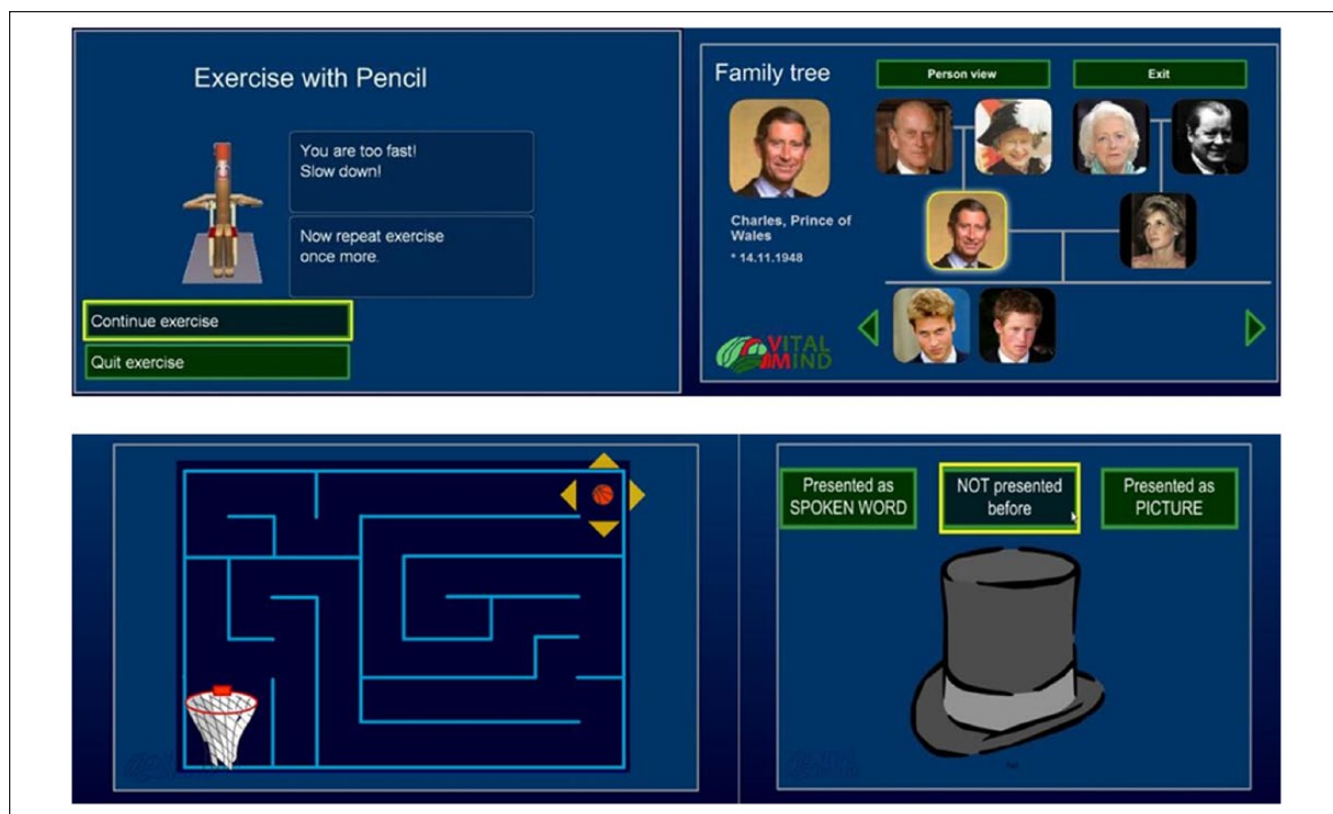 Exercise with Pencil
You are too fast!
Slow down!
Now repeat exercise
once more.
Continue exercise
Quit exercise
Family tree
Person view
Exit
Charles, Prince of
Wales
* 14.11.1948
VITAL
MIND
Presented as
SPOKEN WORD
NOT presented
before
Presented as
PICTURE